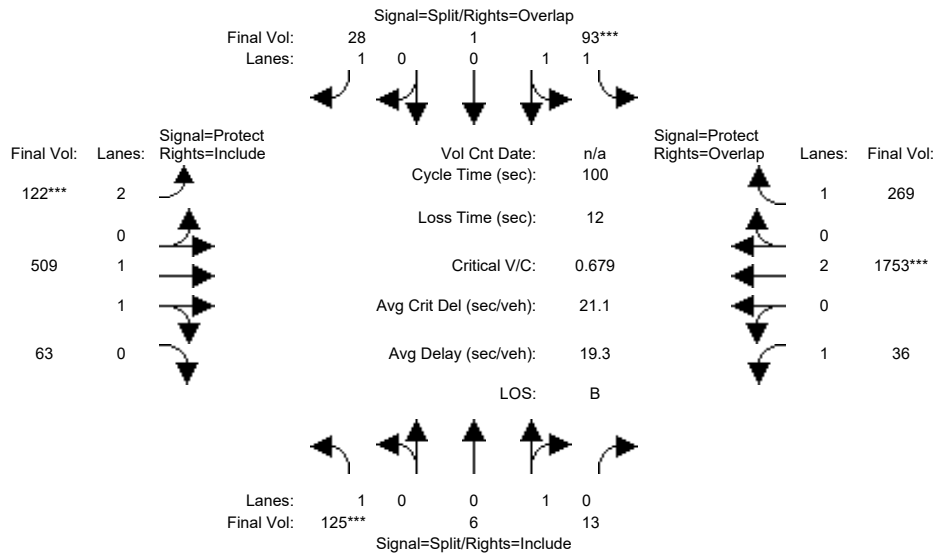 Signal=Split/Rights=Overlap
Final Vol: 28 1 93***
Lanes: 1 0 0 1 1
Signal=Protect
Final Vol: Lanes: Rights=Include
Vol Cnt Date: n/a
Signal=Protect
Rights=Overlap Lanes: Final Vol:
Cycle Time (sec): 100
122*** 2
1 269
Loss Time (sec): 12
0
0
509 1
Critical V/C: 0.679
2 1753***
1
Avg Crit Del (sec/veh): 21.1
0
63 0
Avg Delay (sec/veh): 19.3
1 36
LOS: B
Lanes: 1 0 0 1 0
Final Vol: 125*** 6 13
Signal=Split/Rights=Include